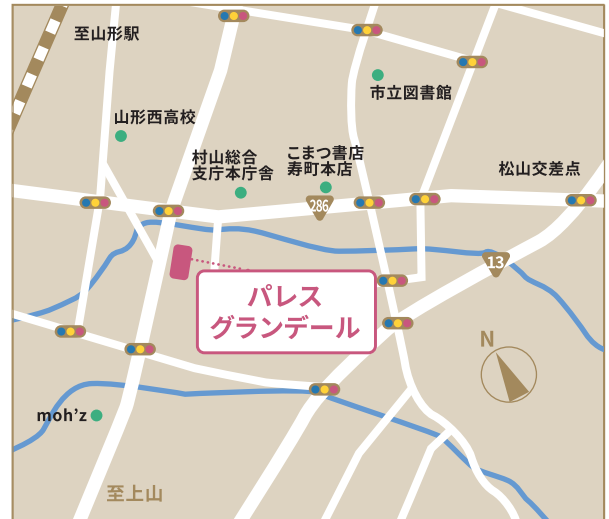 至山形駅
市立図書館
山形西高校
こまつ書店
寿町本店
村山総合
支庁本庁舎
松山交差点
286
13
パレス
グランデール
N
moh'z
至上山